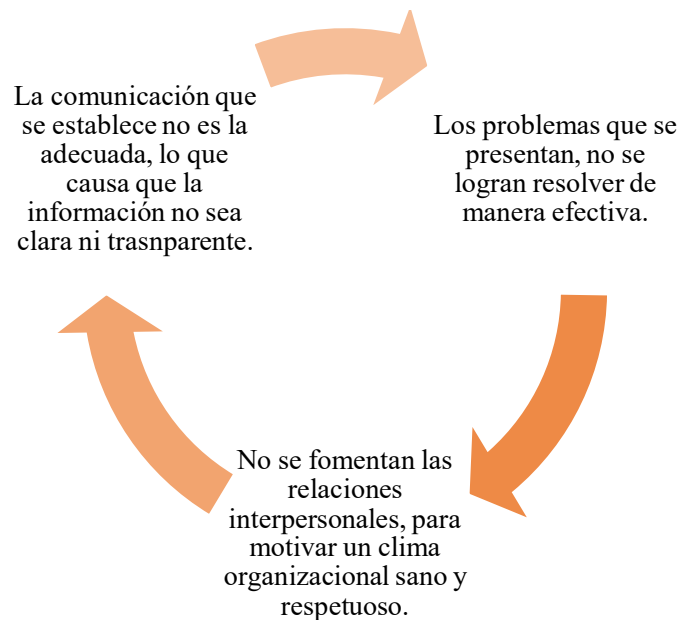 La comunicación que
se establece no es la
adecuada, lo que
causa que la
información no sea
clara ni trasnparente.
Los problemas que se
presentan, no se
logran resolver de
manera efectiva.
No se fomentan las
relaciones
interpersonales, para
motivar un clima
organizacional sano y
respetuoso.